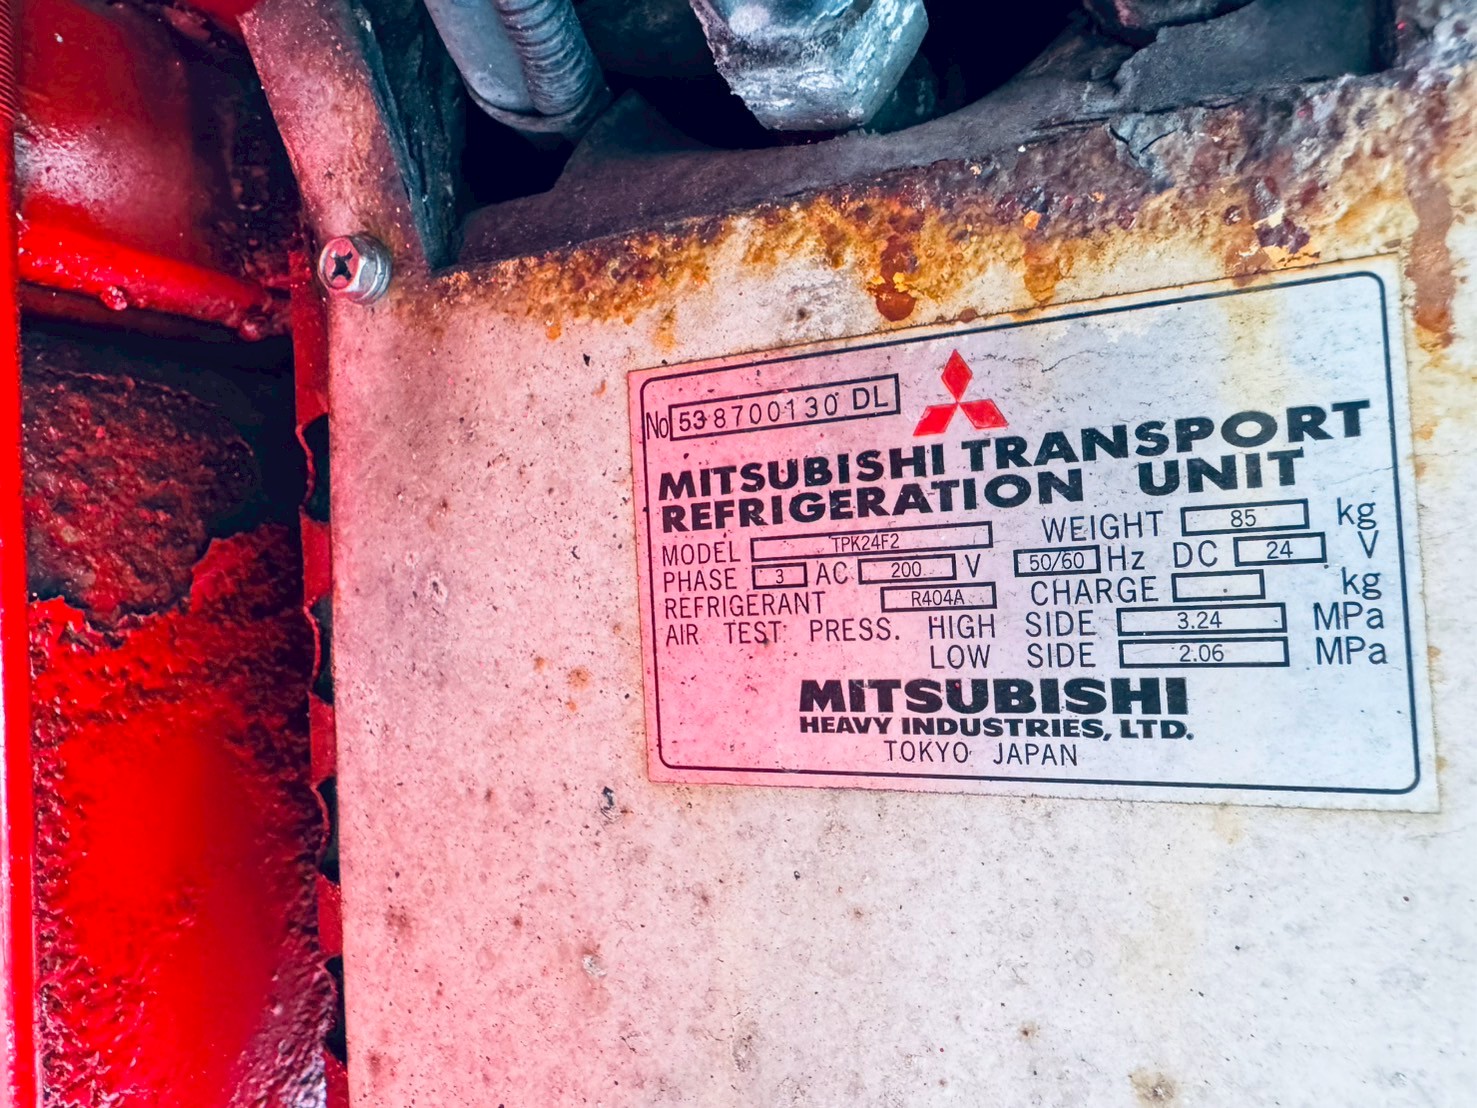 No 538700130 DL
MITSUBISHI TRANSPORT
REFRIGERATION UNIT
MODEL TPK24F2 WEIGHT 85 kg
PHASE 3 AC 200 V 50/60 Hz DC 24 V
REFRIGERANT R404A CHARGE kg
AIR TEST PRESS. HIGH SIDE 3.24 MPa
LOW SIDE 2.06 MPa
MITSUBISHI
HEAVY INDUSTRIES, LTD.
TOKYO JAPAN